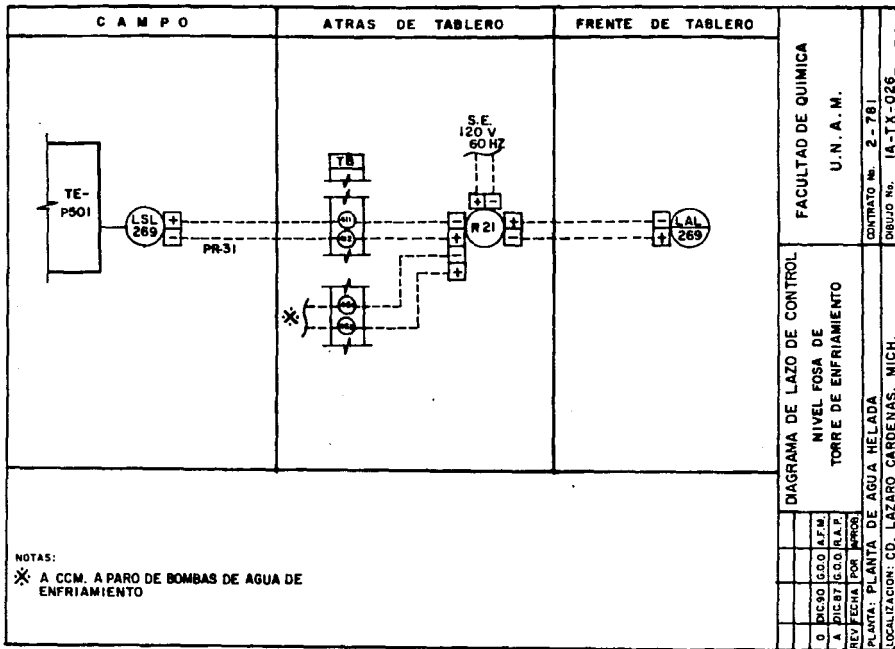 CAMPO
ATRAS DE TABLERO
FRENTE DE TABLERO
TE-
P501
LSL
269
+
-
PR-31
TB
S.E.
120 V
60 HZ
+ -
R 21
-
+
-
+
+
-
-
+
LAL
269
※
NOTAS:
※ A CCM. A PARO DE BOMBAS DE AGUA DE
ENFRIAMIENTO
FACULTAD DE QUIMICA
U.N.A.M.
CONTRATO No. 2-781
DIBUJO No. IA-TX-026
DIAGRAMA DE LAZO DE CONTROL
NIVEL FOSA DE
TORRE DE ENFRIAMIENTO
0 DIC.90 G.O.O. A.F.M.
A DIC.87 G.O.O. R.A.P.
REV FECHA POR APROB.
PLANTA: PLANTA DE AGUA HELADA
LOCALIZACION: CD. LAZARO CARDENAS, MICH.